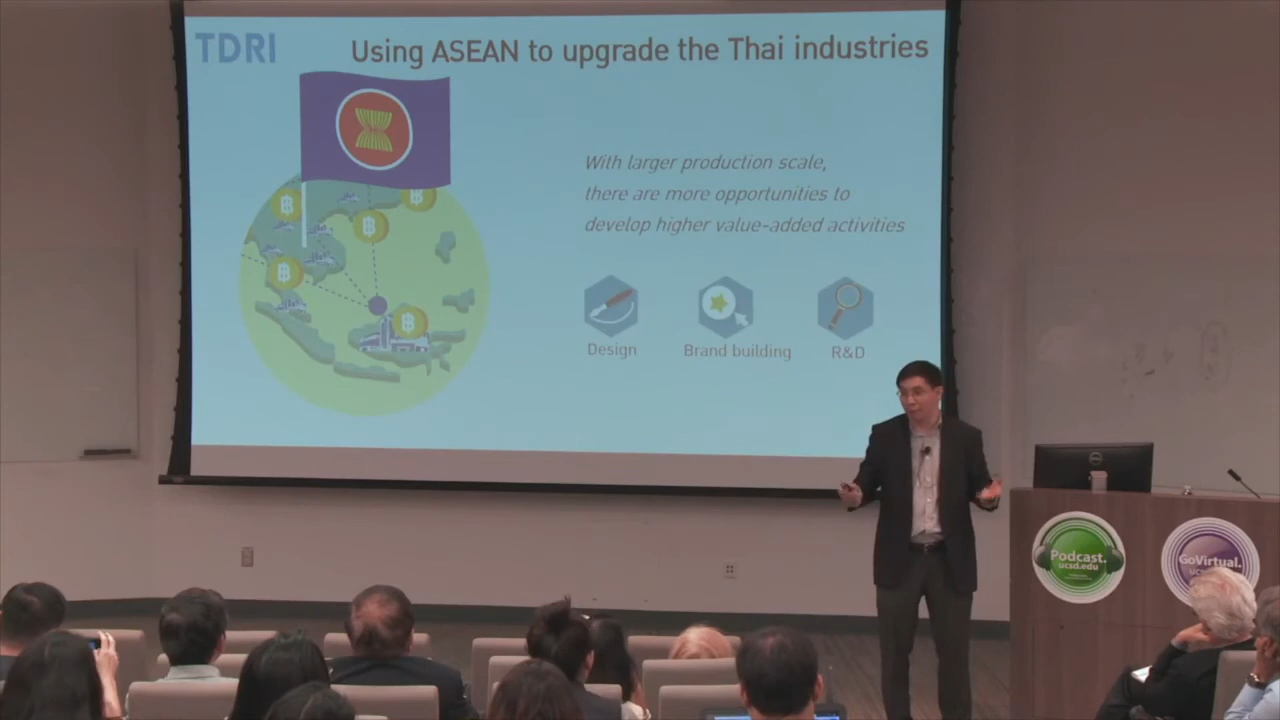 TDRI
Using ASEAN to upgrade the Thai industries
With larger production scale,
there are more opportunities to
develop higher value-added activities
Design
Brand building
R&D
DELL
Podcast.
ucsd.edu
GoVirtual.